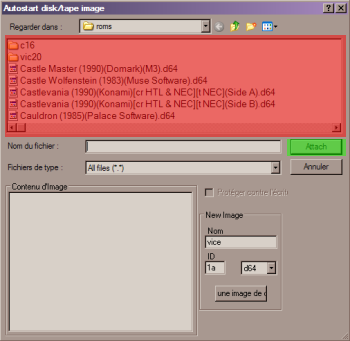 Autostart disk/tape image
Regarder dans :
roms
c16
vic20
Castle Master (1990)(Domark)(M3).d64
Castle Wolfenstein (1983)(Muse Software).d64
Castlevania (1990)(Konami)[cr HTL & NEC][t NEC](Side A).d64
Castlevania (1990)(Konami)[cr HTL & NEC][t NEC](Side B).d64
Cauldron (1985)(Palace Software).d64
Nom du fichier :
Attach
Fichiers de type :
All files (*.*)
Annuler
Contenu d'Image
Protéger contre l'écrit
New Image
Nom
vice
ID
1a
d64
une image de